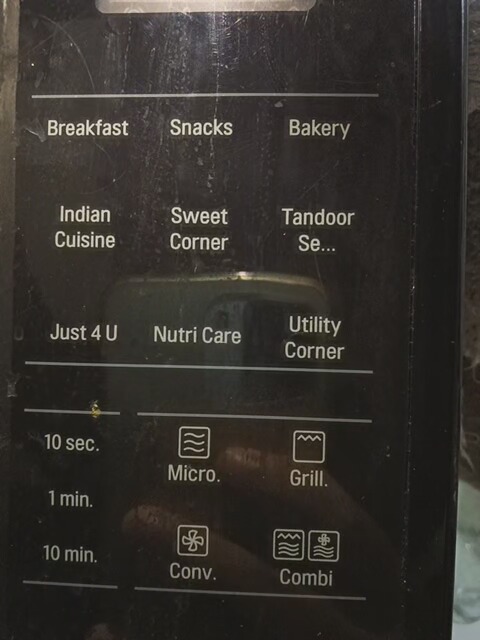 Breakfast Snacks Bakery
Indian Cuisine Sweet Corner Tandoor Se...
Just 4 U Nutri Care Utility Corner
10 sec. Micro. Grill.
1 min.
10 min. Conv. Combi